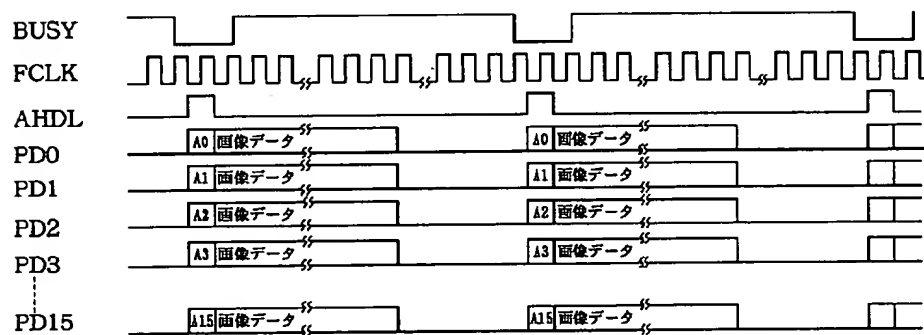 BUSY
FCLK
AHDL
PD0 A0 画像データ A0 画像データ
PD1 A1 画像データ A1 画像データ
PD2 A2 画像データ A2 画像データ
PD3 A3 画像データ A3 画像データ
PD15 A15 画像データ A15 画像データ